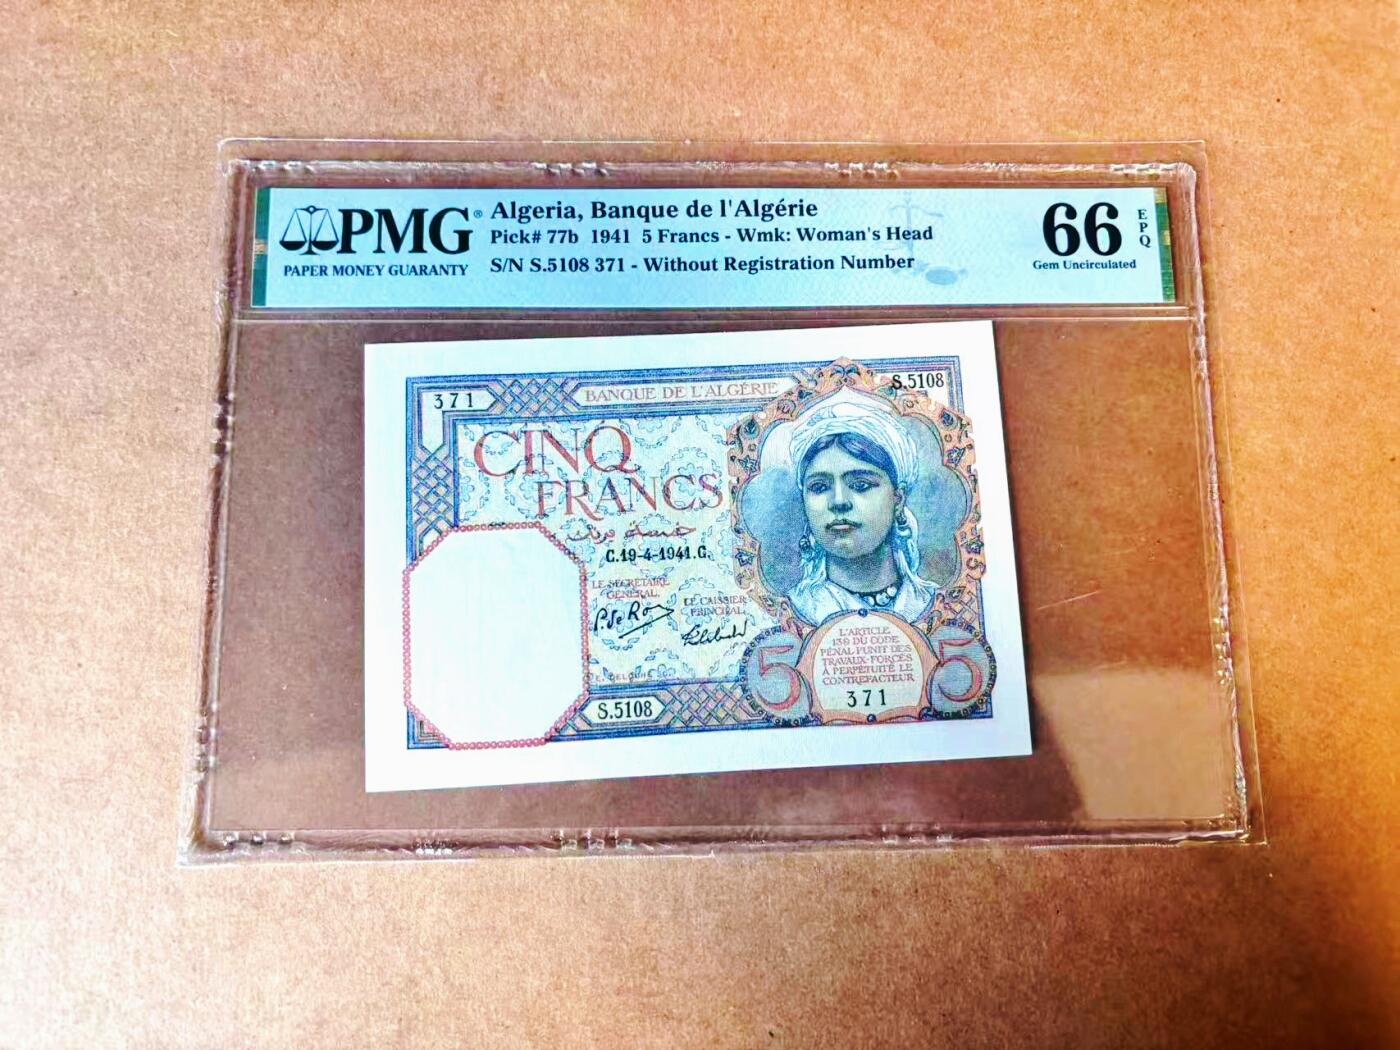 PMG®
PAPER MONEY GUARANTY
Algeria, Banque de l'Algérie
Pick# 77b 1941 5 Francs - Wmk: Woman's Head
S/N S.5108 371 - Without Registration Number
66
EPQ
Gem Uncirculated
371
BANQUE DE L'ALGÉRIE
S.5108
CINQ
FRANCS
خمسة فرنك
C.19-4-1941.C.
LE SECRÉTAIRE
GÉNÉRAL,
LE CAISSIER
PRINCIPAL,
L'ARTICLE
139 DU CODE
PÉNAL PUNIT DES
TRAVAUX FORCÉS
À PERPÉTUITÉ LE
CONTREFACTEUR
5
371
5
S.5108